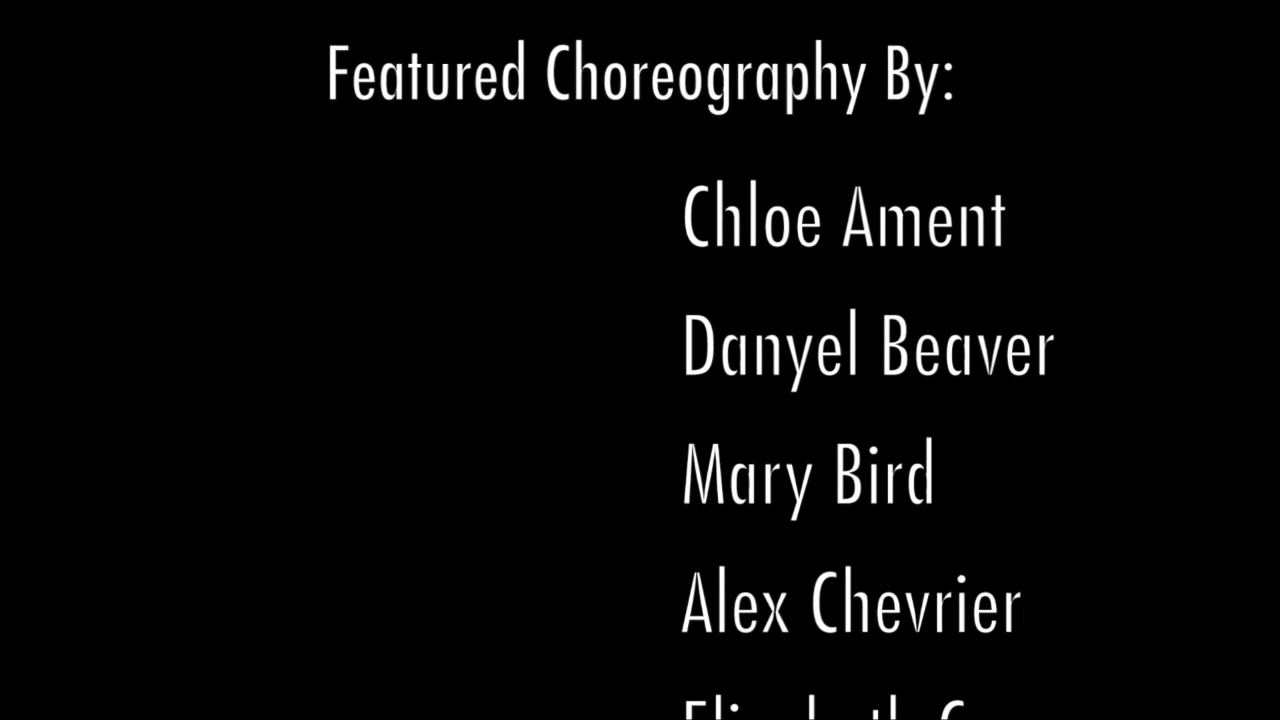 Featured Choreography By:
Chloe Ament
Danyel Beaver
Mary Bird
Alex Chevrier